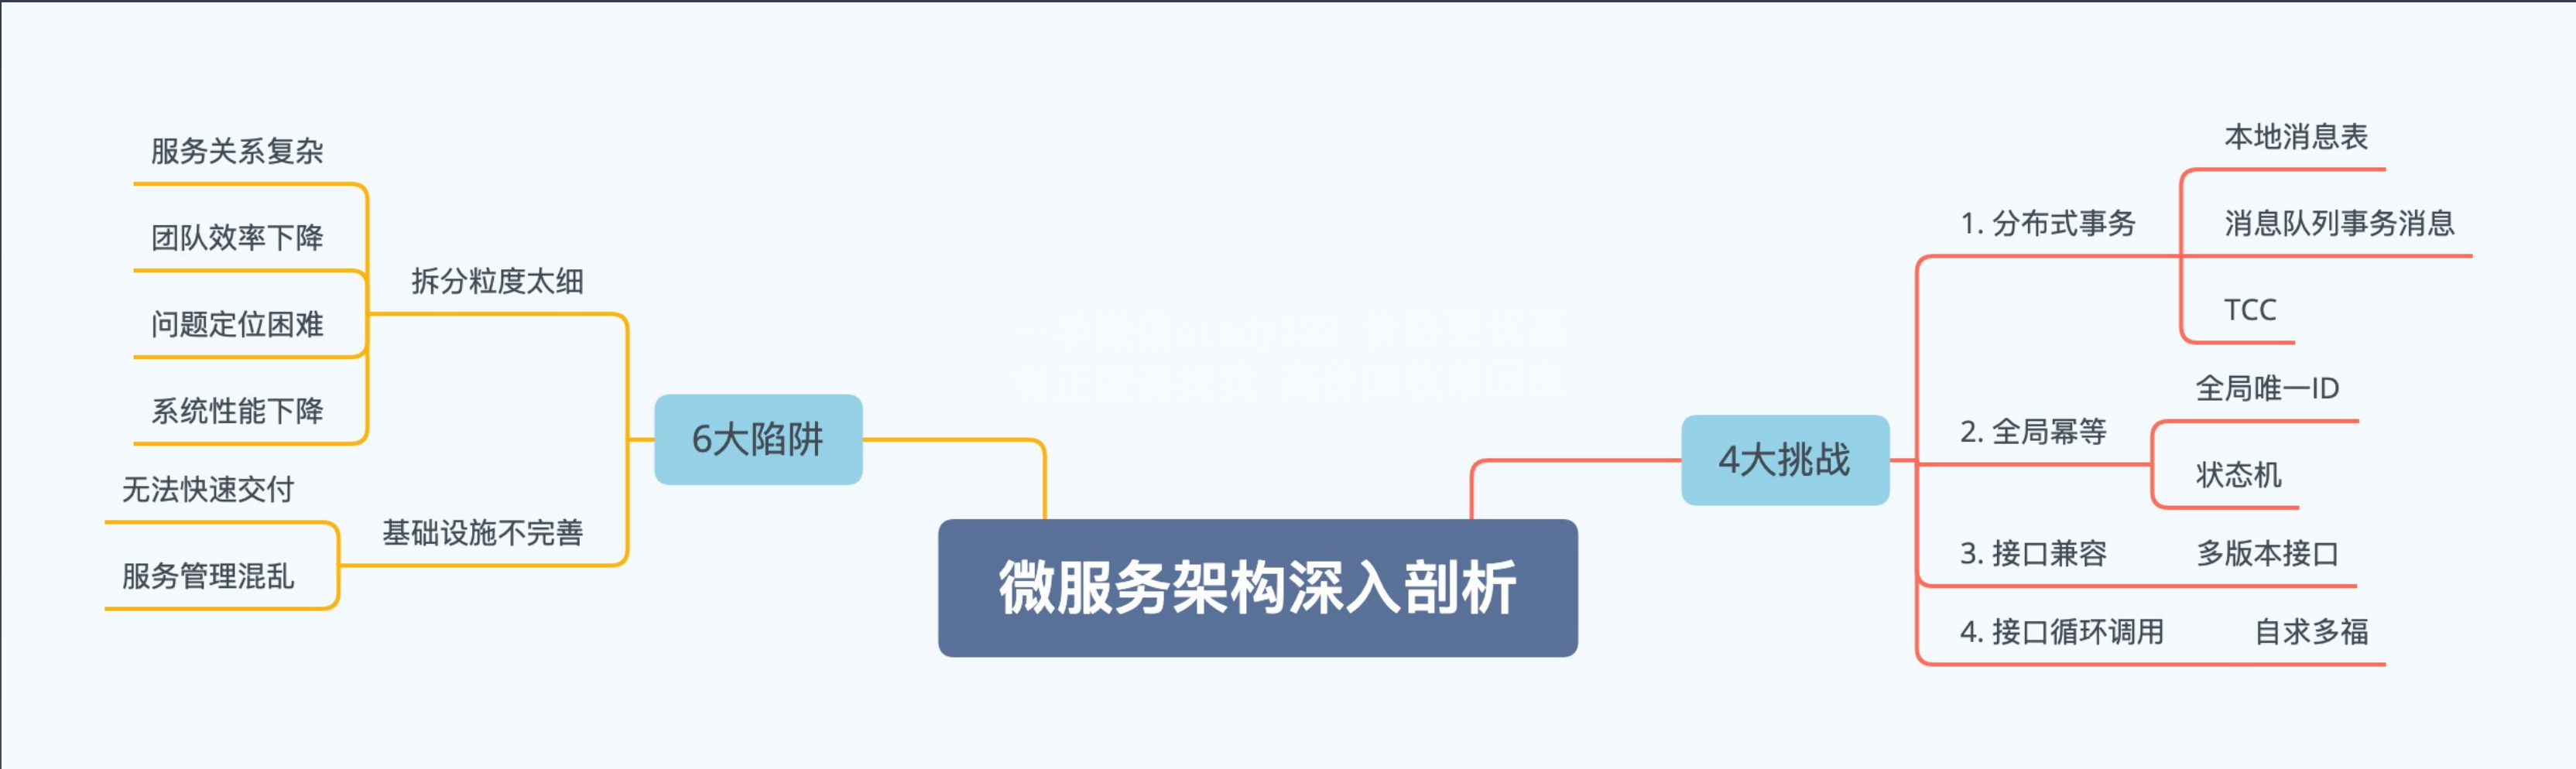 微服务架构深入剖析
6大陷阱
拆分粒度太细
服务关系复杂
团队效率下降
问题定位困难
系统性能下降
基础设施不完善
无法快速交付
服务管理混乱
4大挑战
1. 分布式事务
本地消息表
消息队列事务消息
TCC
2. 全局幂等
全局唯一ID
状态机
3. 接口兼容
多版本接口
4. 接口循环调用
自求多福